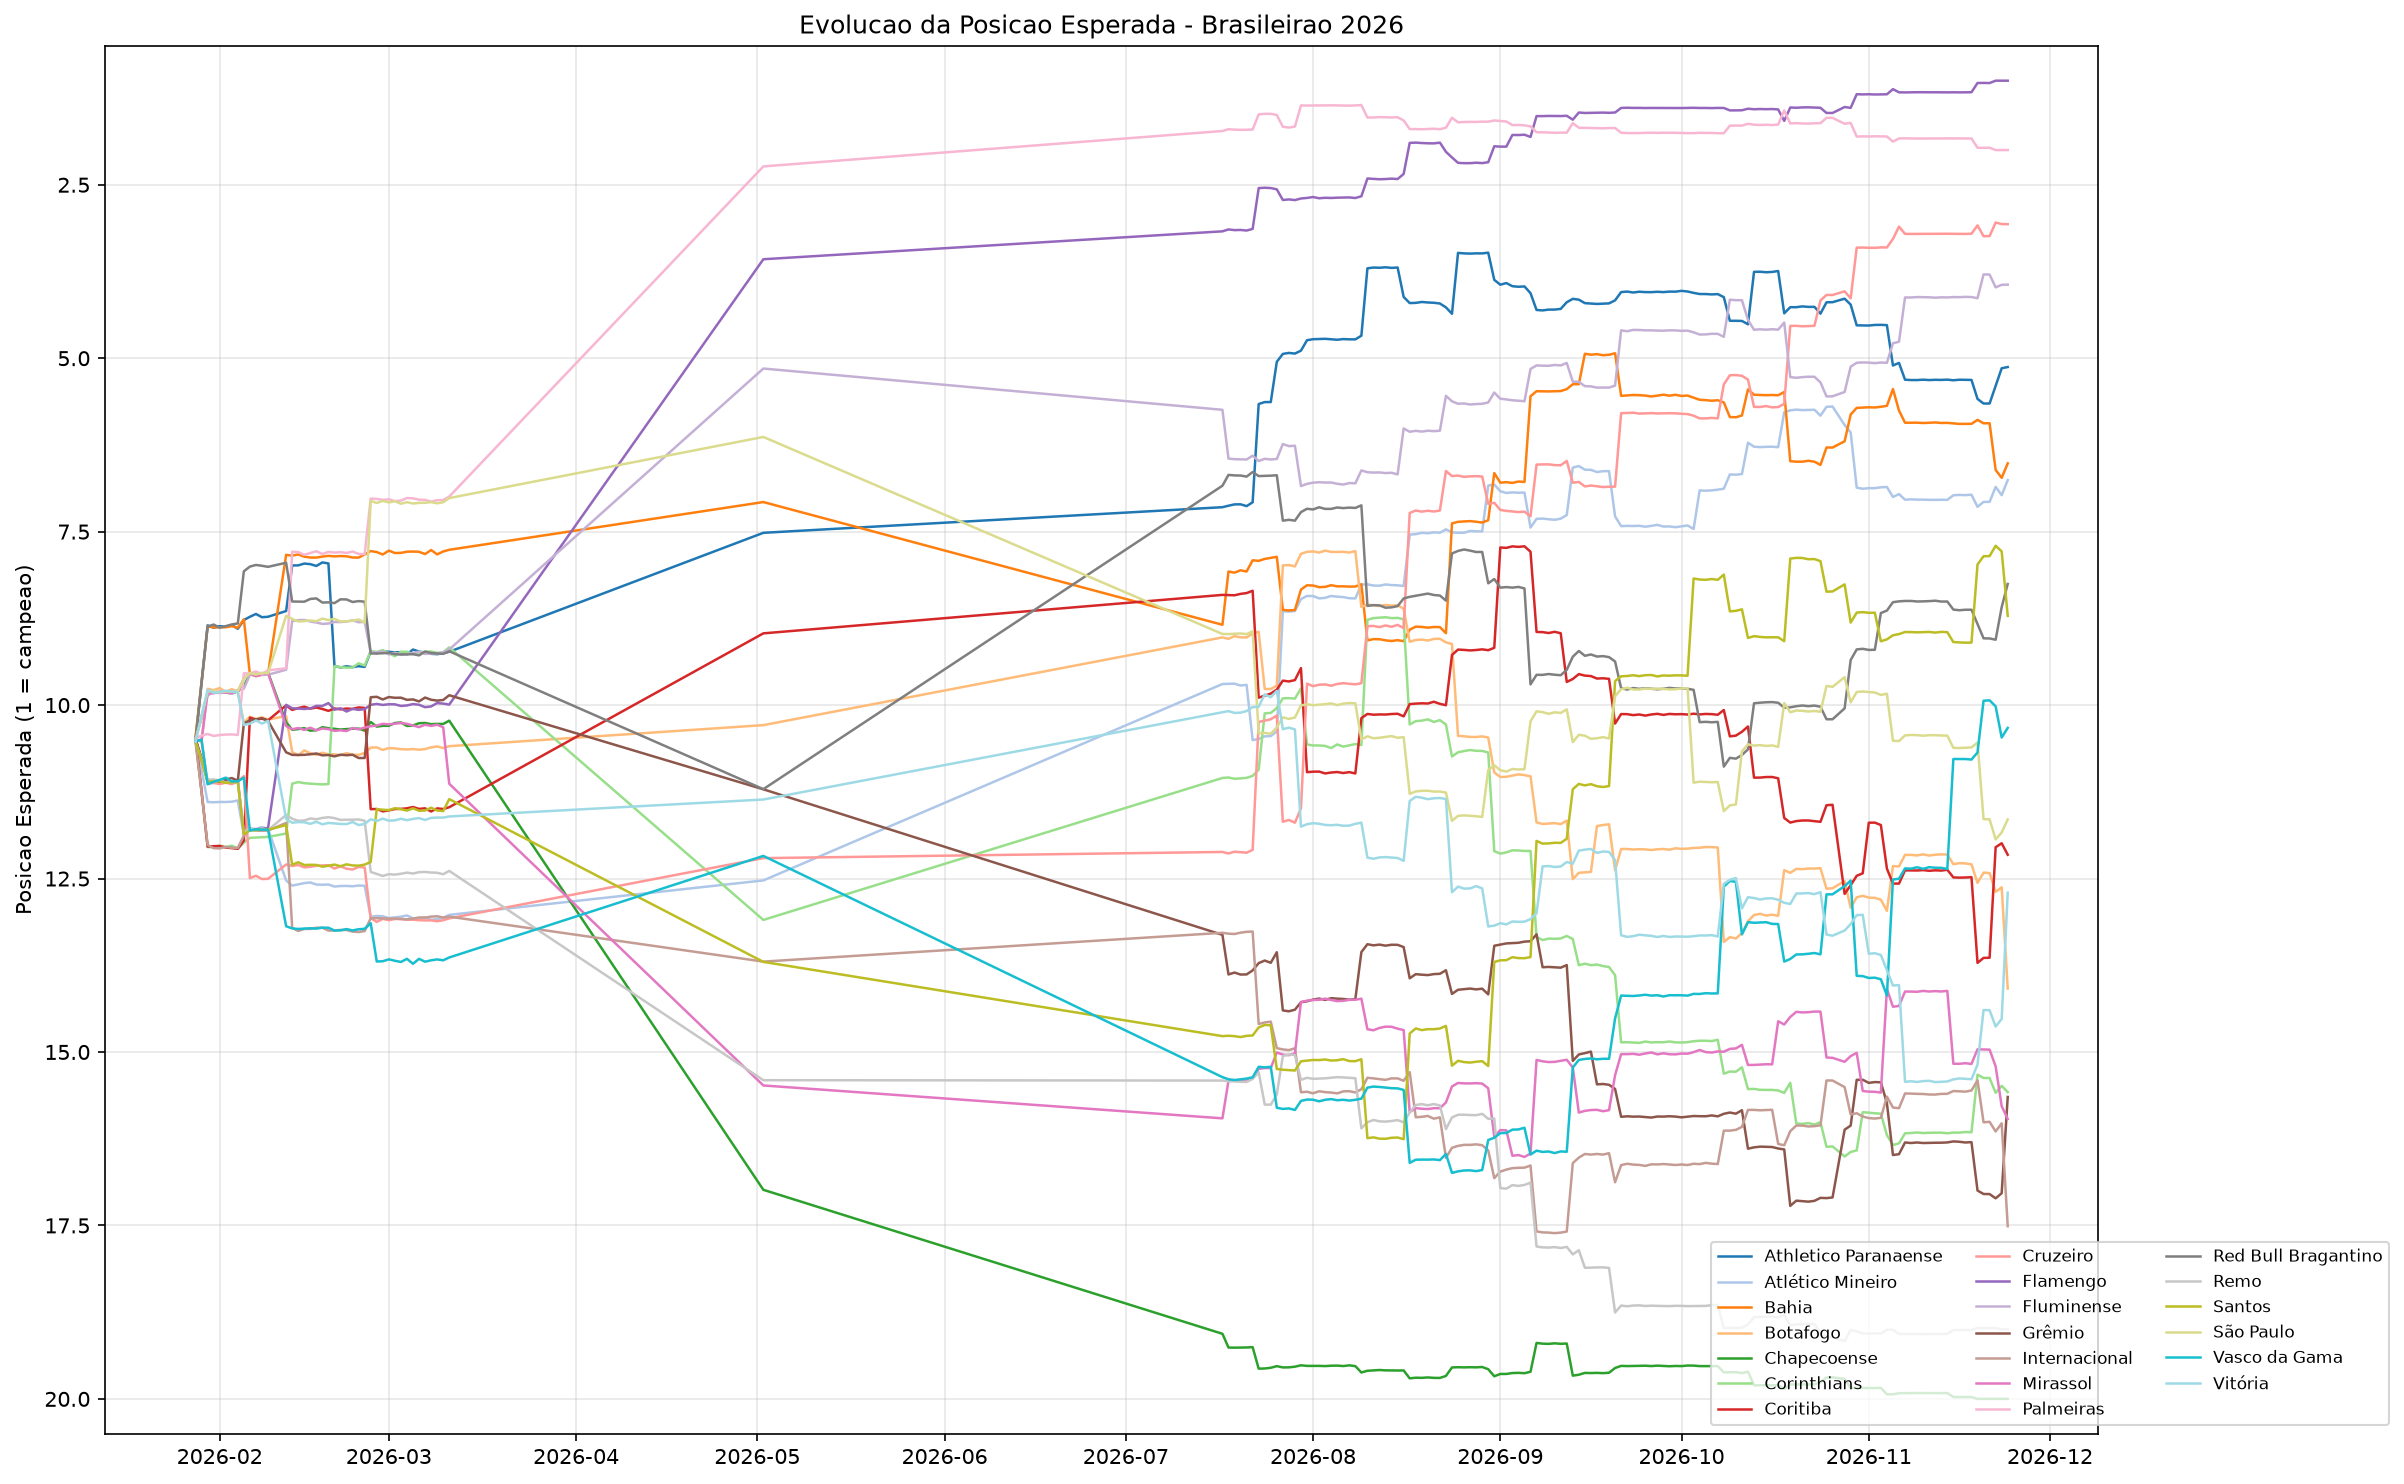 Evolucao da Posicao Esperada - Brasileirao 2026
Posicao Esperada (1 = campeao)
2.5
5.0
7.5
10.0
12.5
15.0
17.5
20.0
2026-02
2026-03
2026-04
2026-05
2026-06
2026-07
2026-08
2026-09
2026-10
2026-11
2026-12
Athletico Paranaense
Atlético Mineiro
Bahia
Botafogo
Chapecoense
Corinthians
Coritiba
Cruzeiro
Flamengo
Fluminense
Grêmio
Internacional
Mirassol
Palmeiras
Red Bull Bragantino
Remo
Santos
São Paulo
Vasco da Gama
Vitória